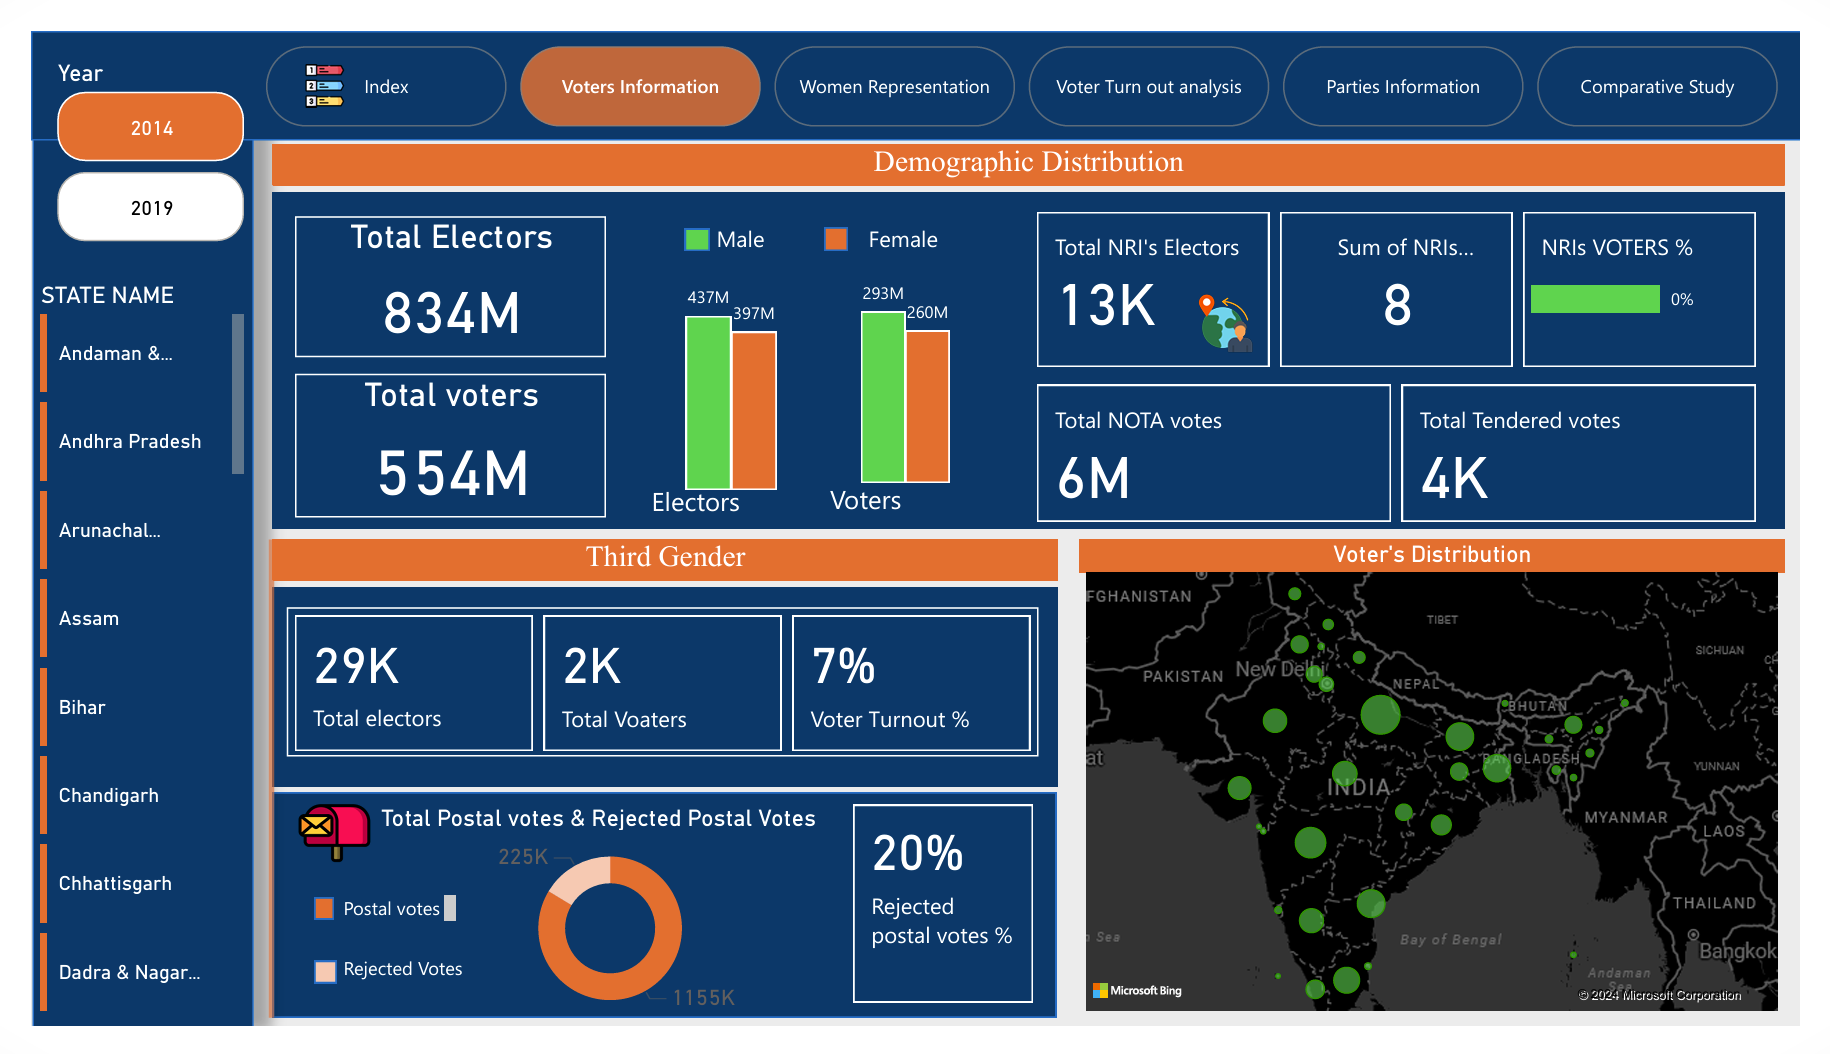 Year
2014
2019
1
2
3
Index
Voters Information
Women Representation
Voter Turn out analysis
Parties Information
Comparative Study
STATE NAME
Andaman &...
Andhra Pradesh
Arunachal...
Assam
Bihar
Chandigarh
Chhattisgarh
Dadra & Nagar...
Demographic Distribution
Total Electors
834M
Total voters
554M
Male
Female
437M
397M
293M
260M
Electors
Voters
Total NRI's Electors
13K
Sum of NRIs...
8
NRIs VOTERS %
0%
Total NOTA votes
6M
Total Tendered votes
4K
Third Gender
29K
Total electors
2K
Total Voaters
7%
Voter Turnout %
Total Postal votes & Rejected Postal Votes
225K
1155K
Postal votes
Rejected Votes
20%
Rejected
postal votes %
Voter's Distribution
FGHANISTAN
TIBET
SICHUAN
PAKISTAN
New Delhi
NEPAL
BHUTAN
BANGLADESH
INDIA
YUNNAN
MYANMAR
LAOS
THAILAND
Bangkok
Bay of Bengal
Andaman
Sea
Sea
at
Microsoft Bing
© 2024 Microsoft Corporation